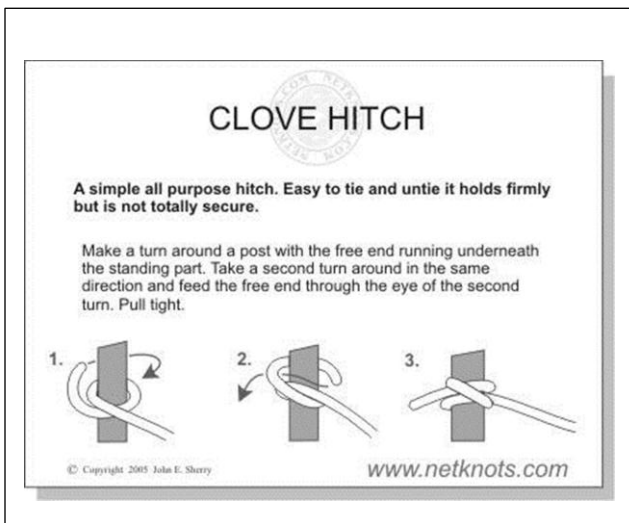 CLOVE HITCH
A simple all purpose hitch. Easy to tie and untie it holds firmly
but is not totally secure.
Make a turn around a post with the free end running underneath
the standing part. Take a second turn around in the same
direction and feed the free end through the eye of the second
turn. Pull tight.
1. 2. 3.
© Copyright 2005 John E. Sherry www.netknots.com